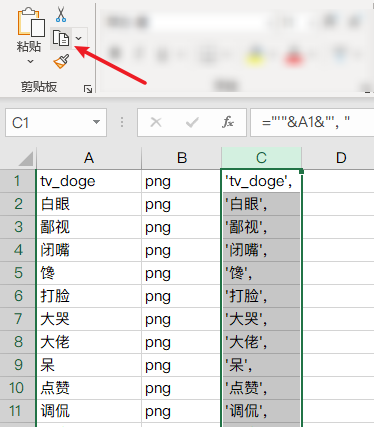 粘贴
剪贴板
C1
fx
="'"&A1&"', "
A B C D
1 tv_doge png 'tv_doge',
2 白眼 png '白眼',
3 鄙视 png '鄙视',
4 闭嘴 png '闭嘴',
5 馋 png '馋',
6 打脸 png '打脸',
7 大哭 png '大哭',
8 大佬 png '大佬',
9 呆 png '呆',
10 点赞 png '点赞',
11 调侃 png '调侃',